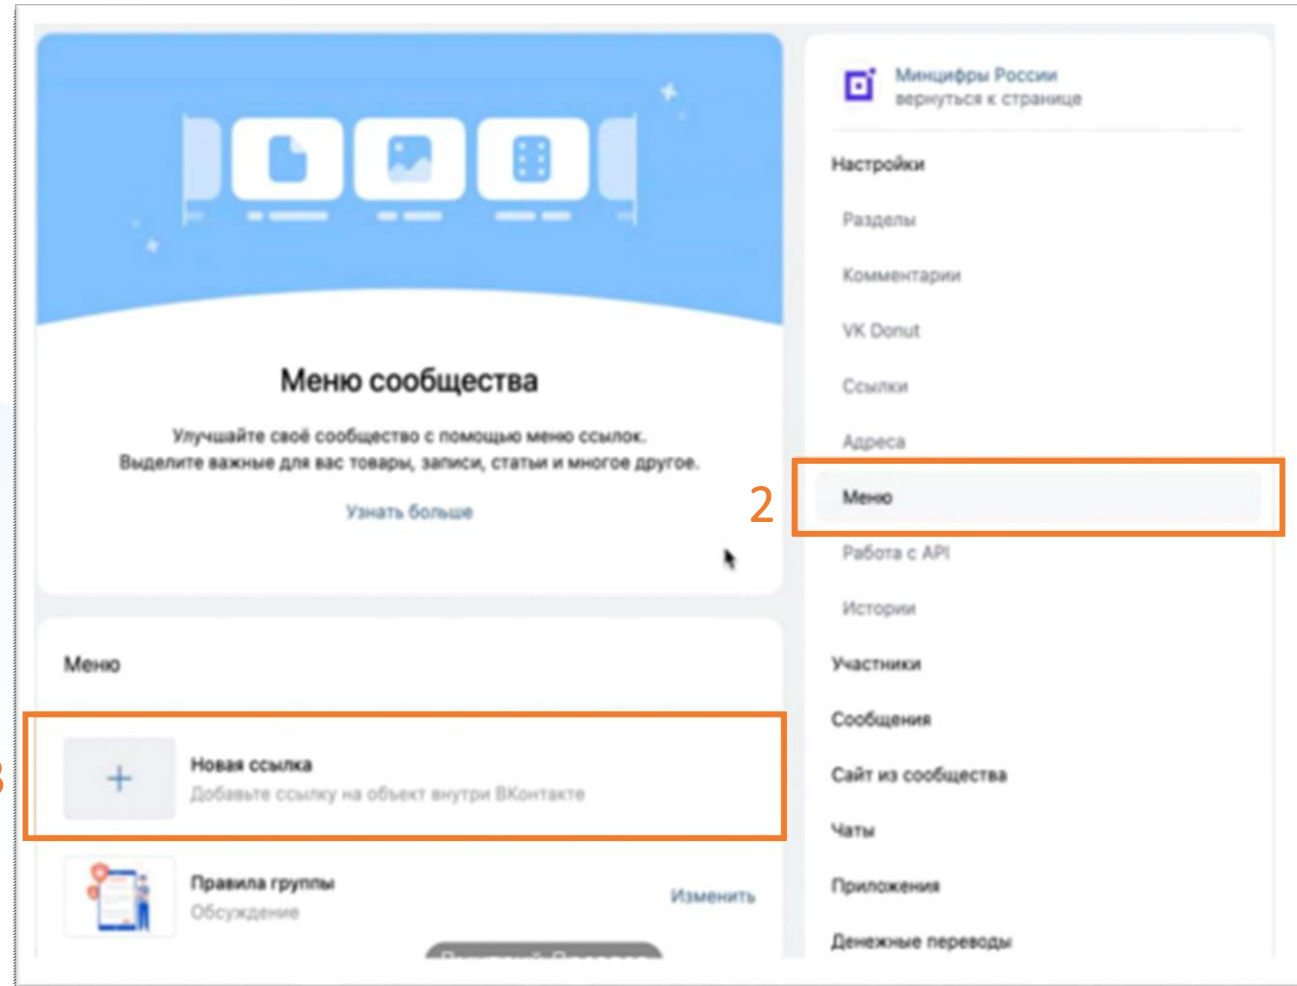 Меню сообщества
Улучшайте своё сообщество с помощью меню ссылок.
Выделите важные для вас товары, записи, статьи и многое другое.
Узнать больше
Меню
3
Новая ссылка
Добавьте ссылку на объект внутри ВКонтакте
Правила группы
Обсуждение
Изменить
Минцифры России
вернуться к странице
Настройки
Разделы
Комментарии
VK Donut
Ссылки
Адреса
2
Меню
Работа с API
Истории
Участники
Сообщения
Сайт из сообщества
Чаты
Приложения
Денежные переводы